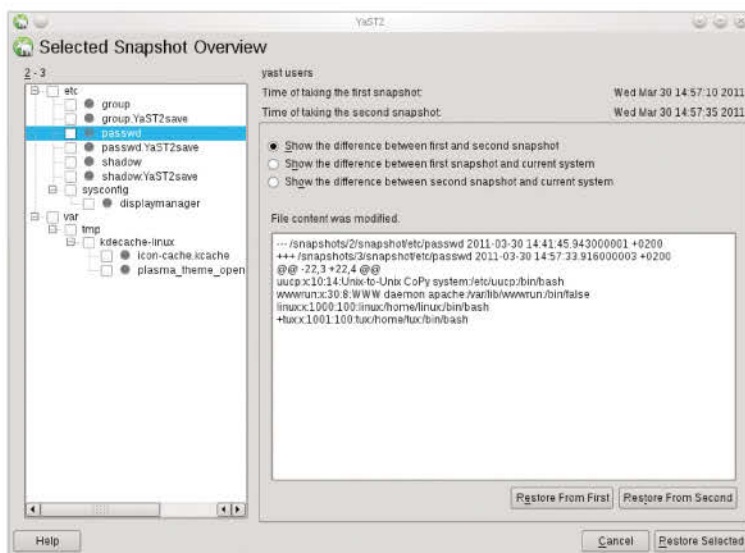 YaST2
Selected Snapshot Overview
2 - 3
etc
group
group.YaST2save
passwd
passwd.YaST2save
shadow
shadow.YaST2save
sysconfig
displaymanager
var
tmp
kdecache-linux
icon-cache.kcache
plasma_theme_open
yast users
Time of taking the first snapshot: Wed Mar 30 14:57:10 2011
Time of taking the second snapshot: Wed Mar 30 14:57:35 2011
Show the difference between first and second snapshot
Show the difference between first snapshot and current system
Show the difference between second snapshot and current system
File content was modified.
--- /snapshots/2/snapshot/etc/passwd 2011-03-30 14:41:45.943000001 +0200
+++ /snapshots/3/snapshot/etc/passwd 2011-03-30 14:57:33.916000003 +0200
@@ -22,3 +22,4 @@
uucp:x:10:14:Unix-to-Unix CoPy system:/etc/uucp:/bin/bash
wwwrun:x:30:8:WWW daemon apache:/var/lib/wwwrun:/bin/false
linux:x:1000:100:linux:/home/linux:/bin/bash
+tux:x:1001:100:tux:/home/tux:/bin/bash
Restore From First
Restore From Second
Help
Cancel
Restore Selected